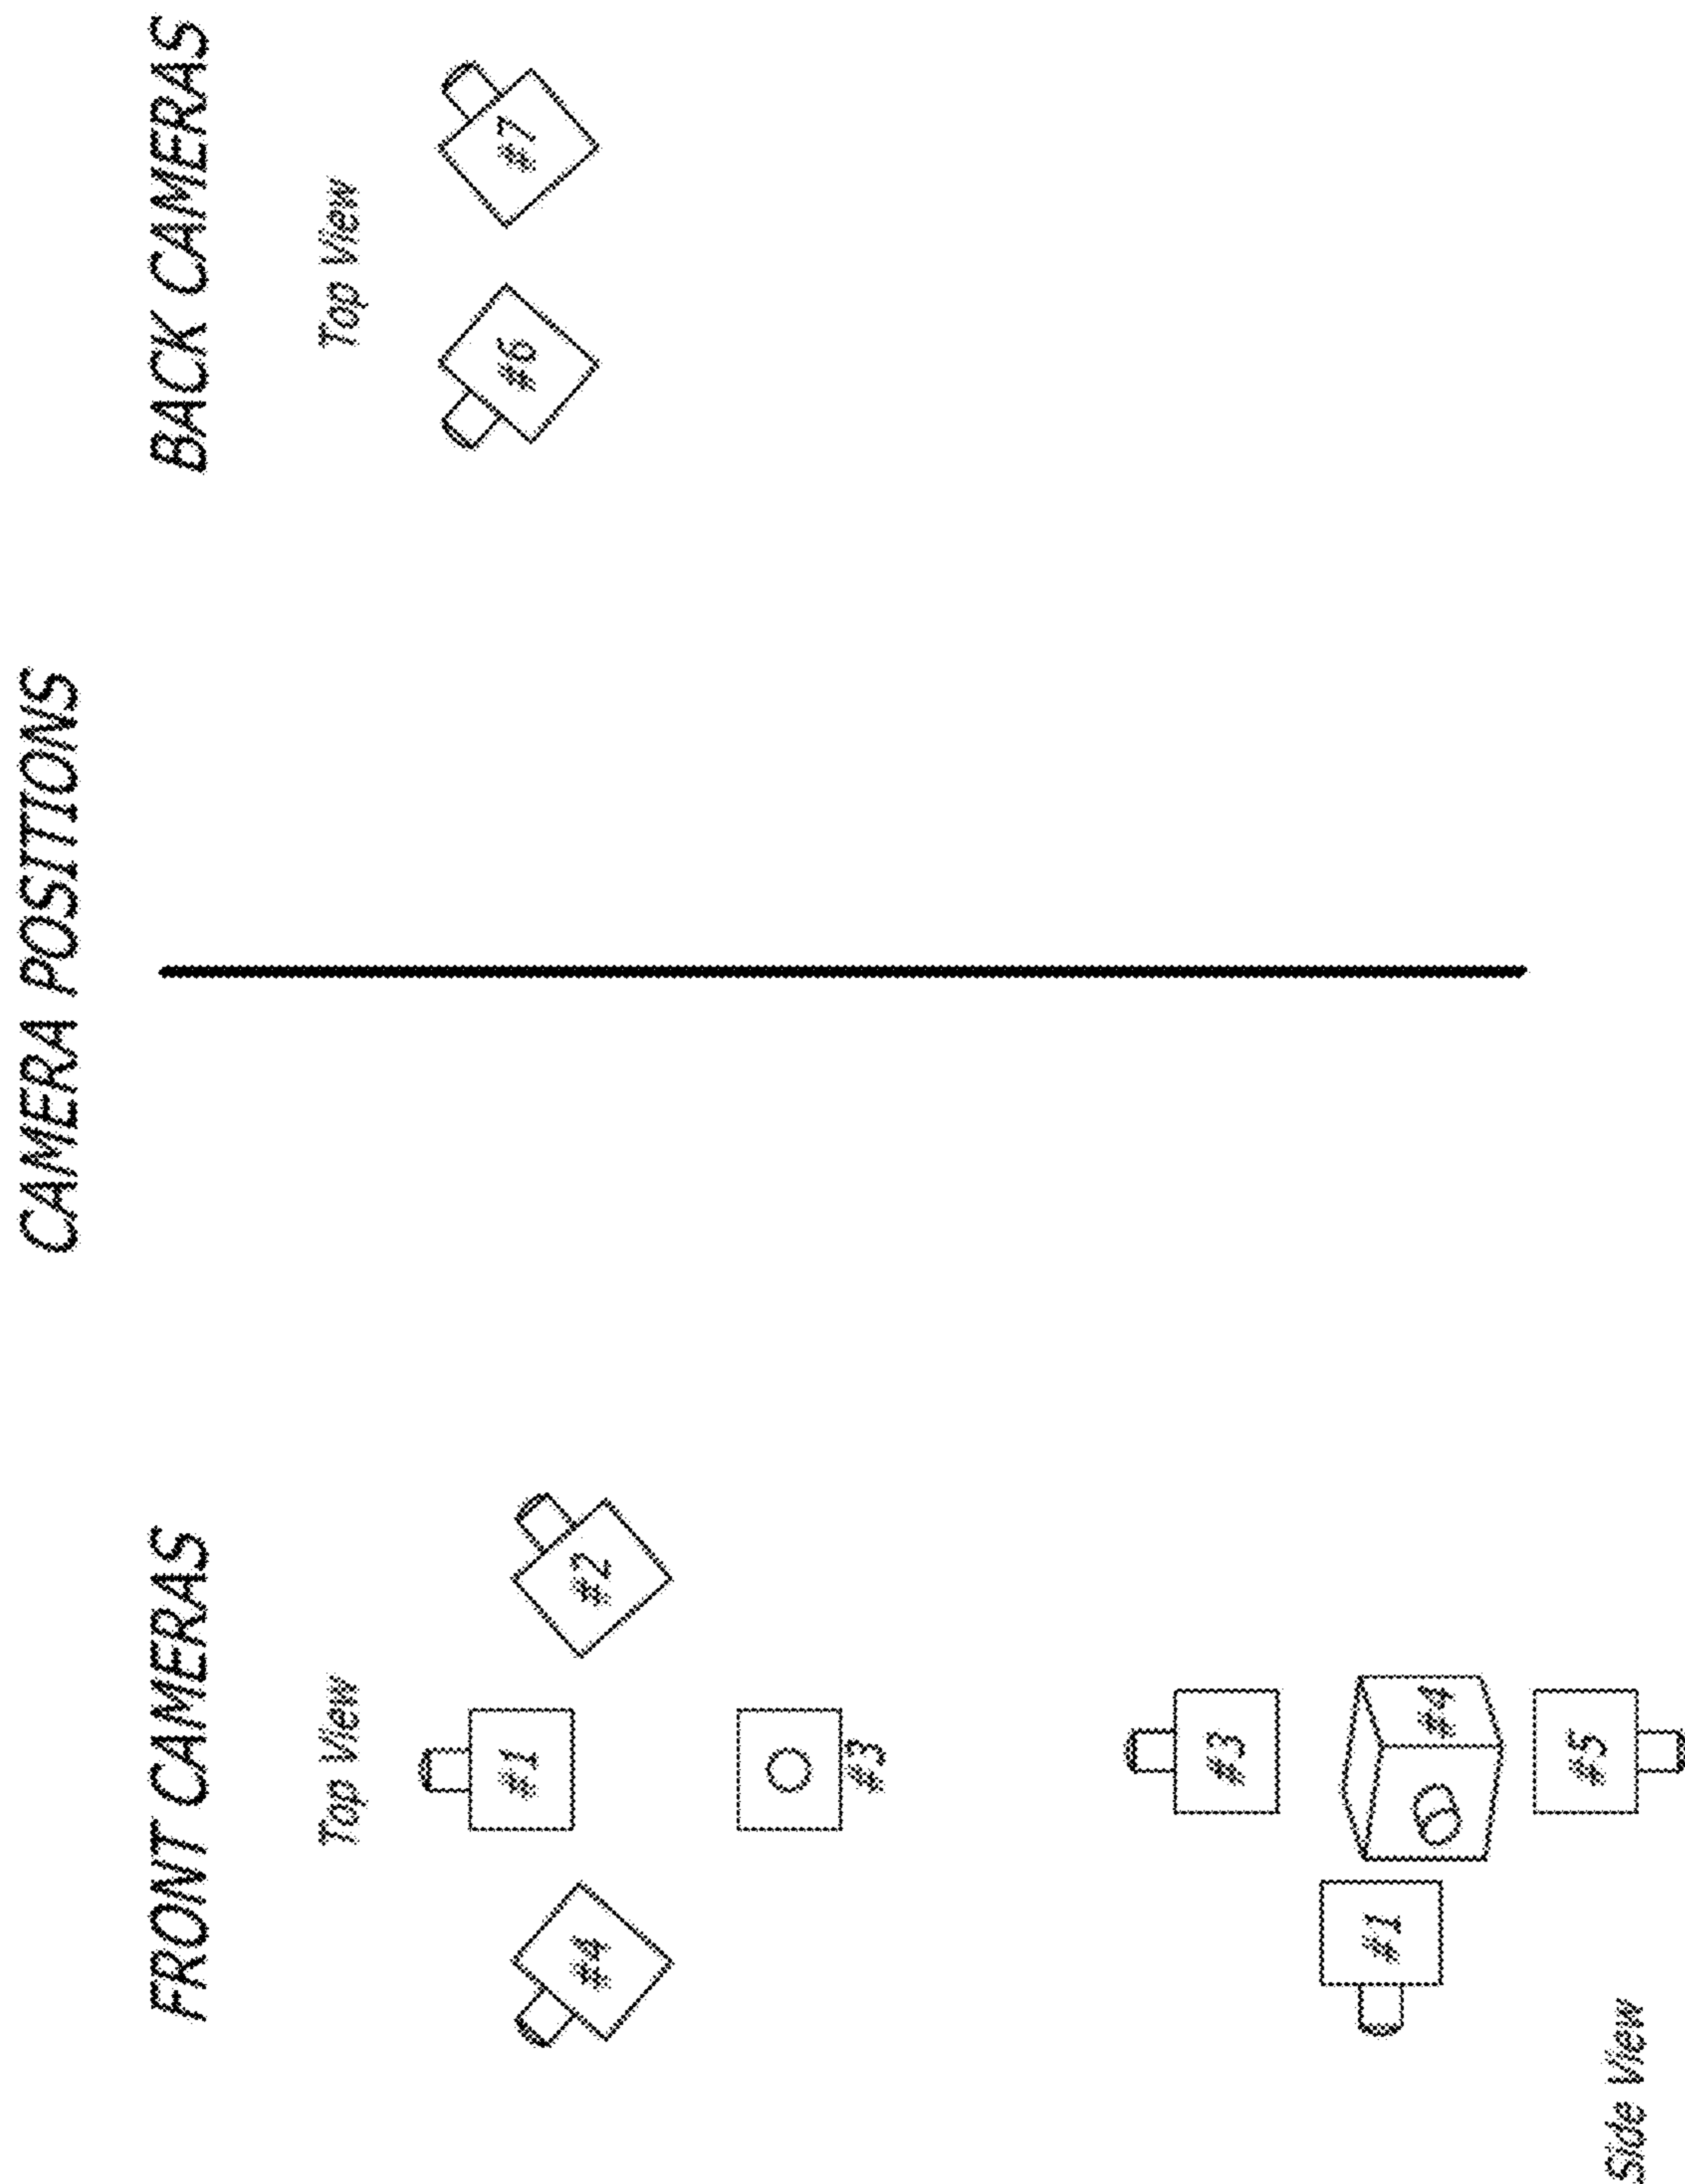 CAMERA POSITIONS
FRONT CAMERAS
Top View
#4
#1
#2
#3
#1
#3
#4
#5
Side View
BACK CAMERAS
Top View
#6
#7